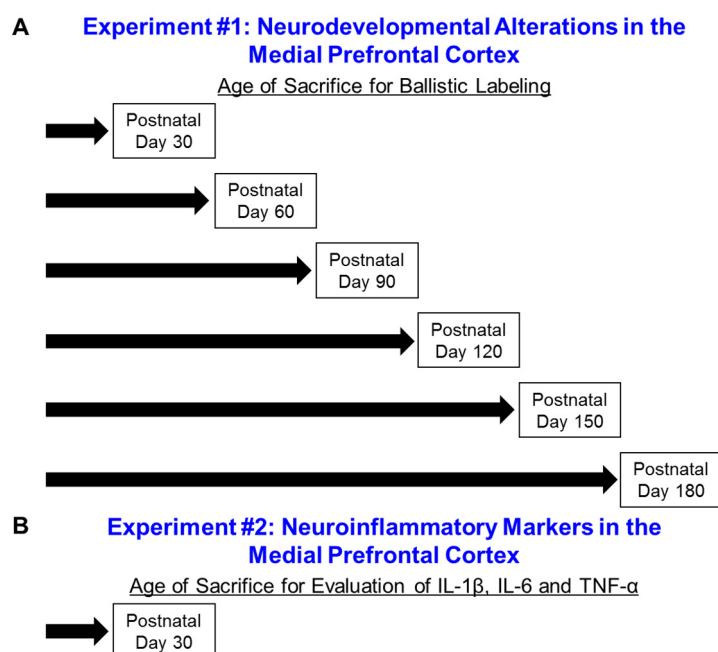 A
Experiment #1: Neurodevelopmental Alterations in the
Medial Prefrontal Cortex
Age of Sacrifice for Ballistic Labeling
Postnatal
Day 30
Postnatal
Day 60
Postnatal
Day 90
Postnatal
Day 120
Postnatal
Day 150
Postnatal
Day 180
B
Experiment #2: Neuroinflammatory Markers in the
Medial Prefrontal Cortex
Age of Sacrifice for Evaluation of IL-1β, IL-6 and TNF-α
Postnatal
Day 30